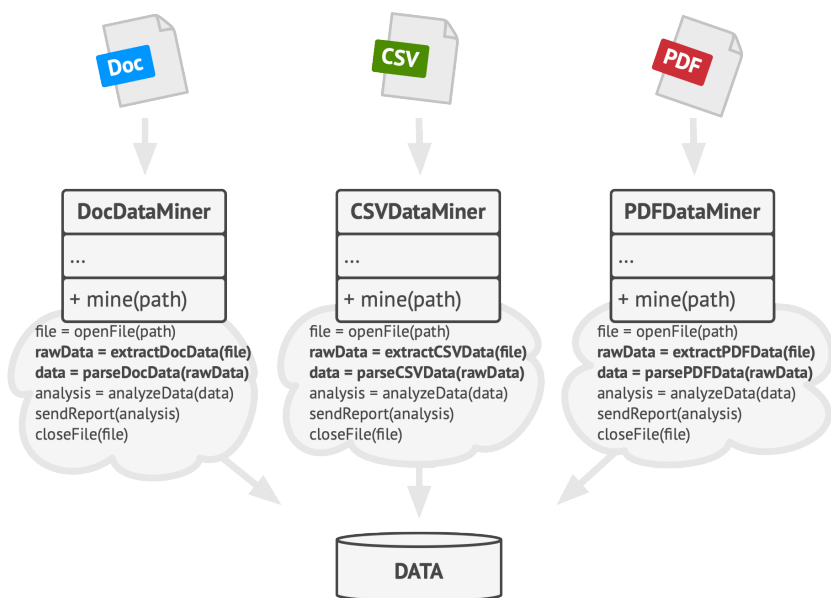 Doc
CSV
PDF
DocDataMiner
...
+ mine(path)
file = openFile(path)
rawData = extractDocData(file)
data = parseDocData(rawData)
analysis = analyzeData(data)
sendReport(analysis)
closeFile(file)
CSVDataMiner
...
+ mine(path)
file = openFile(path)
rawData = extractCSVData(file)
data = parseCSVData(rawData)
analysis = analyzeData(data)
sendReport(analysis)
closeFile(file)
PDFDataMiner
...
+ mine(path)
file = openFile(path)
rawData = extractPDFData(file)
data = parsePDFData(rawData)
analysis = analyzeData(data)
sendReport(analysis)
closeFile(file)
DATA